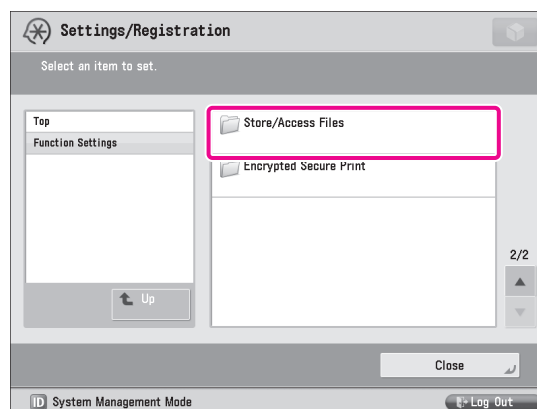 Settings/Registration
Select an item to set.
Top
Function Settings
Store/Access Files
Encrypted Secure Print
2/2
Up
Close
ID System Management Mode
Log Out